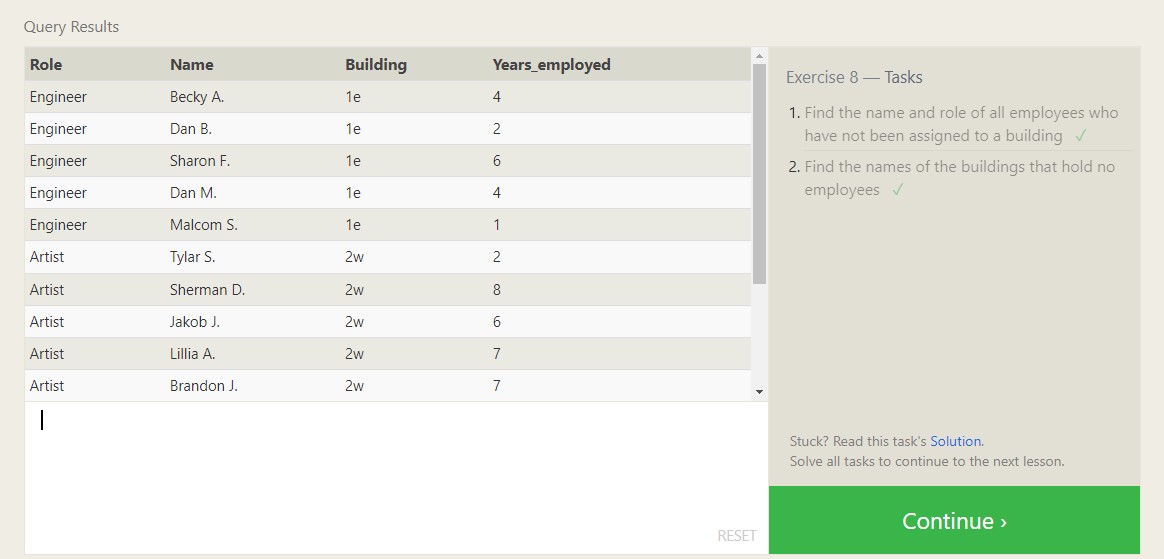 Query Results
Role Name Building Years_employed
Engineer Becky A. 1e 4
Engineer Dan B. 1e 2
Engineer Sharon F. 1e 6
Engineer Dan M. 1e 4
Engineer Malcom S. 1e 1
Artist Tylar S. 2w 2
Artist Sherman D. 2w 8
Artist Jakob J. 2w 6
Artist Lillia A. 2w 7
Artist Brandon J. 2w 7
RESET
Exercise 8 — Tasks
1. Find the name and role of all employees who
have not been assigned to a building ✓
2. Find the names of the buildings that hold no
employees ✓
Stuck? Read this task's Solution.
Solve all tasks to continue to the next lesson.
Continue ›